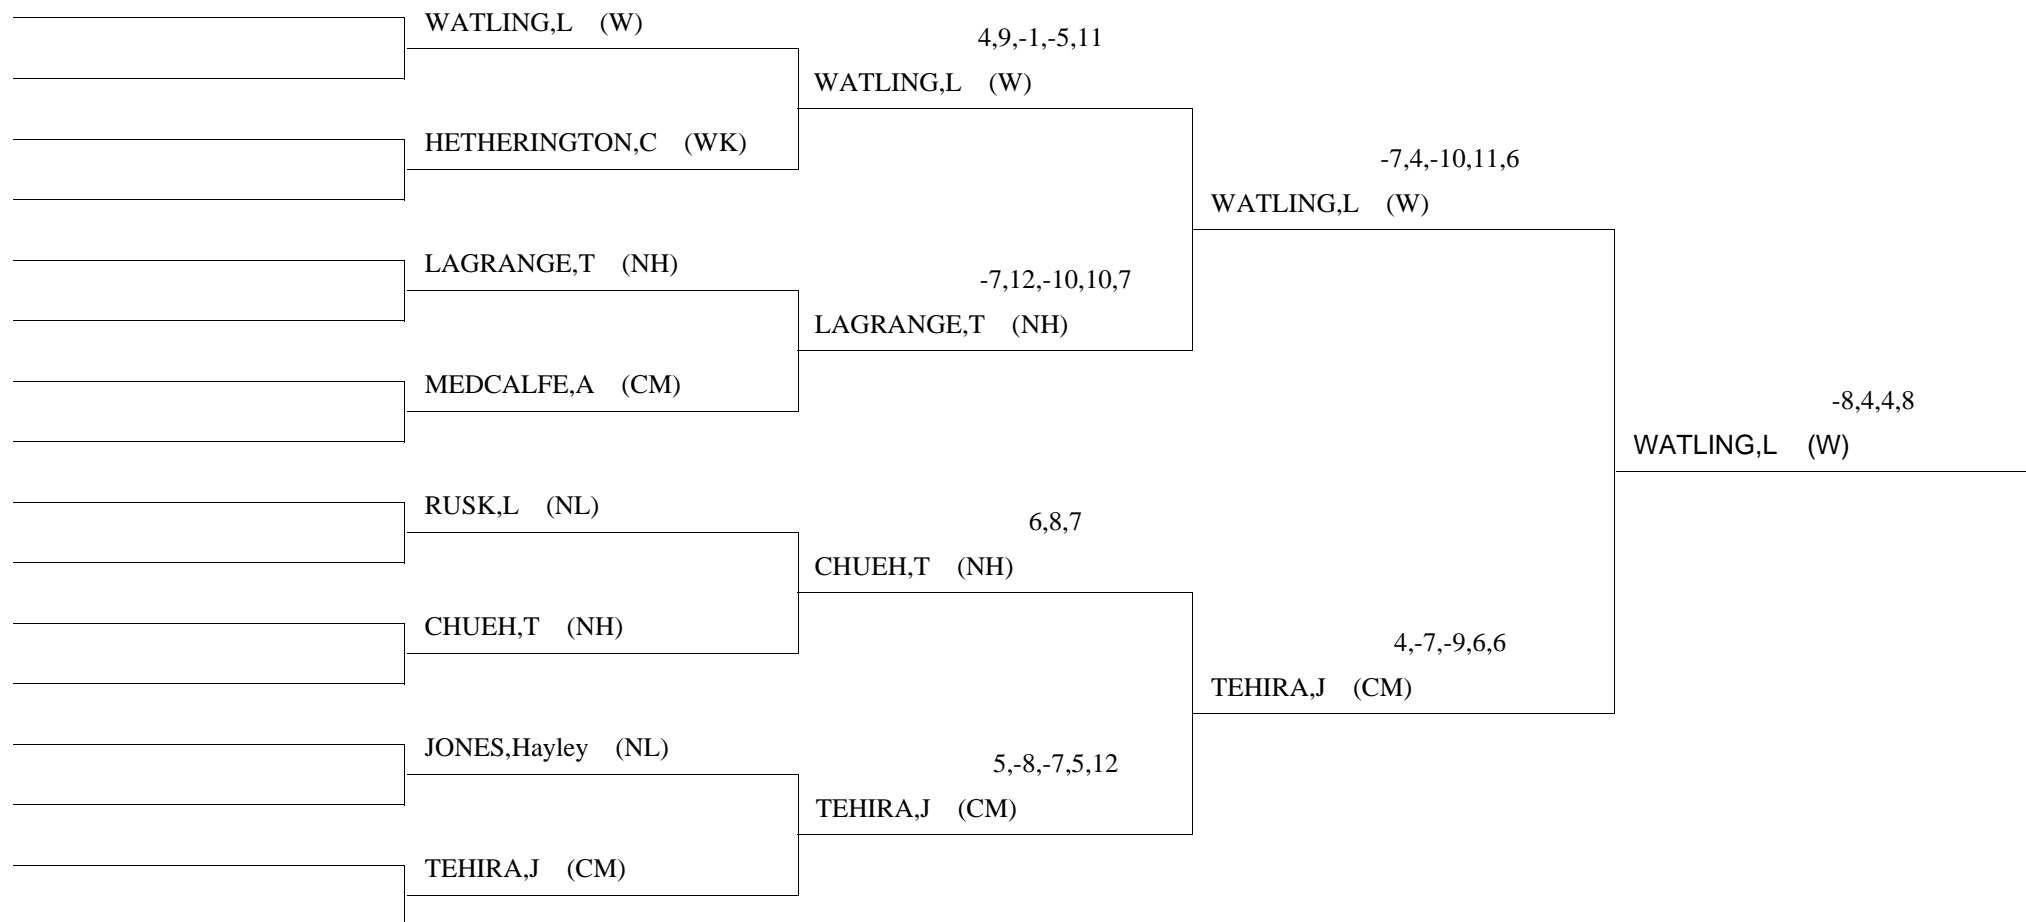 WATLING,L (W)
4,9,-1,-5,11
WATLING,L (W)
HETHERINGTON,C (WK)
-7,4,-10,11,6
WATLING,L (W)
LAGRANGE,T (NH)
-7,12,-10,10,7
LAGRANGE,T (NH)
MEDCALFE,A (CM)
-8,4,4,8
WATLING,L (W)
RUSK,L (NL)
6,8,7
CHUEH,T (NH)
CHUEH,T (NH)
4,-7,-9,6,6
TEHIRA,J (CM)
JONES,Hayley (NL)
5,-8,-7,5,12
TEHIRA,J (CM)
TEHIRA,J (CM)